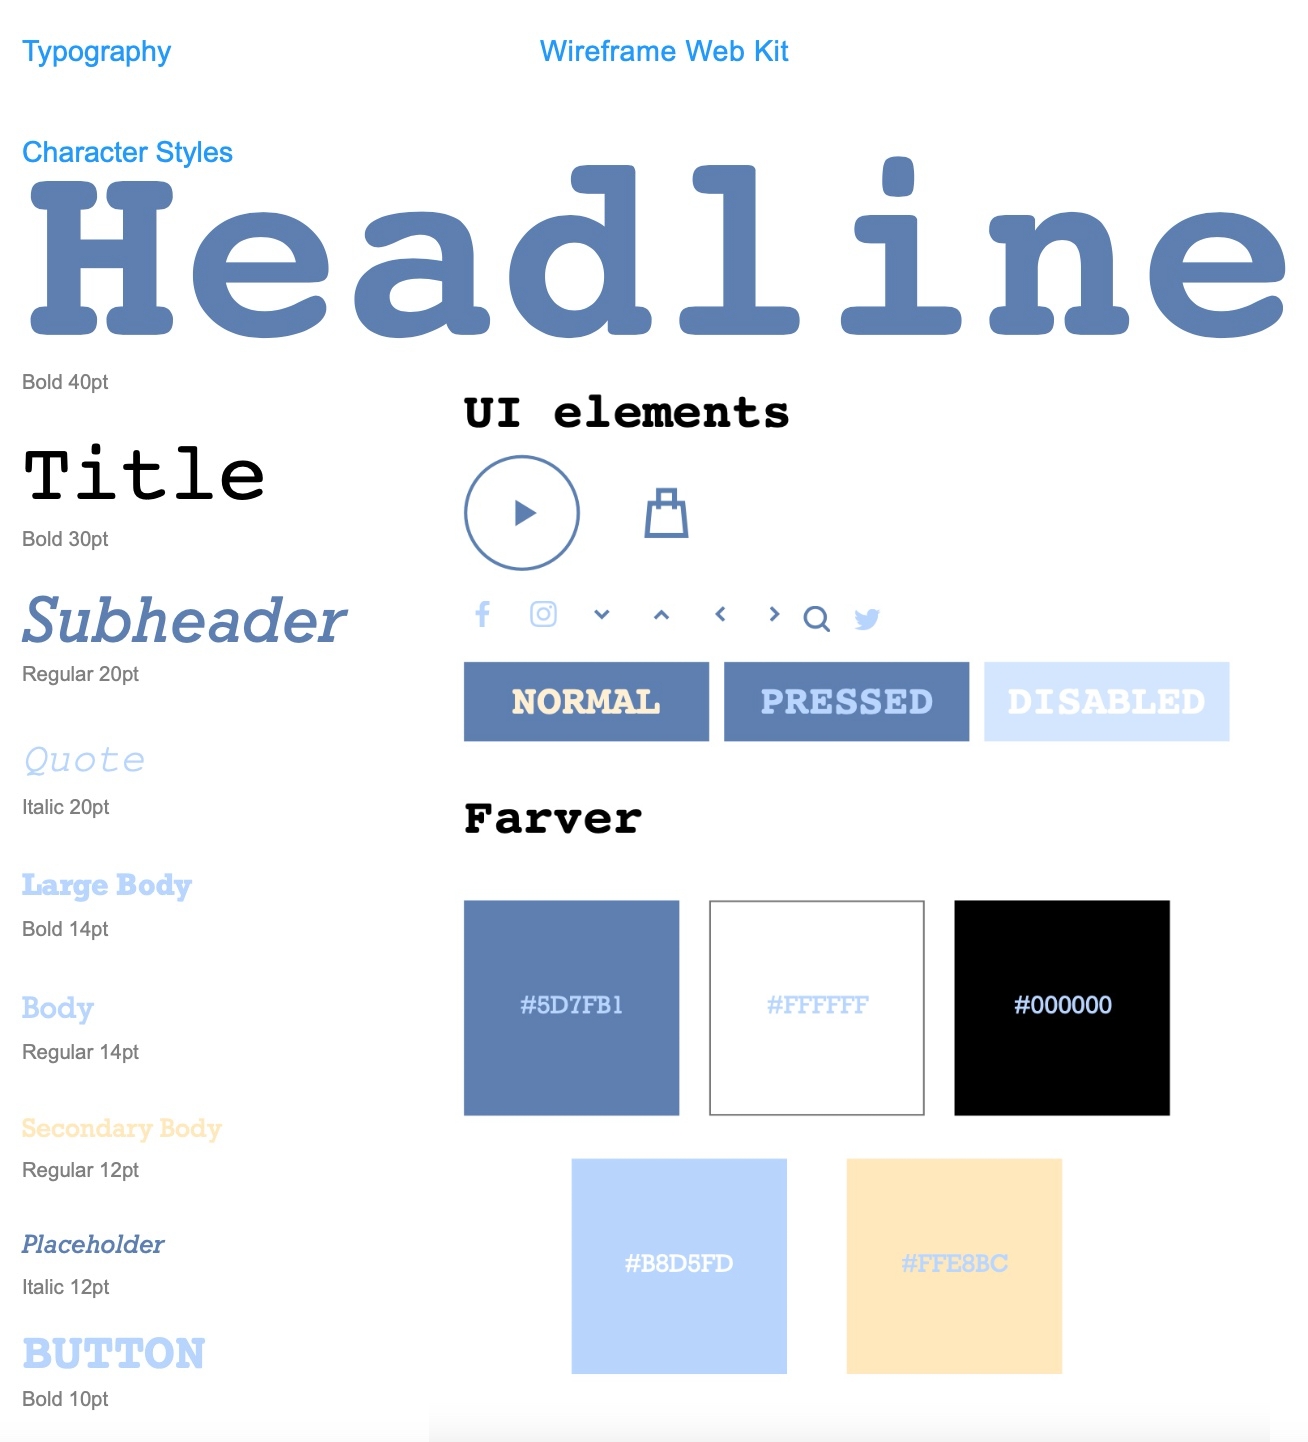 Typography
Wireframe Web Kit
Character Styles
Headline
Bold 40pt
Title
Bold 30pt
Subheader
Regular 20pt
Quote
Italic 20pt
Large Body
Bold 14pt
Body
Regular 14pt
Secondary Body
Regular 12pt
Placeholder
Italic 12pt
BUTTON
Bold 10pt
UI elements
NORMAL PRESSED DISABLED
Farver
#5D7FB1 #FFFFFF #000000
#B8D5FD #FFE8BC